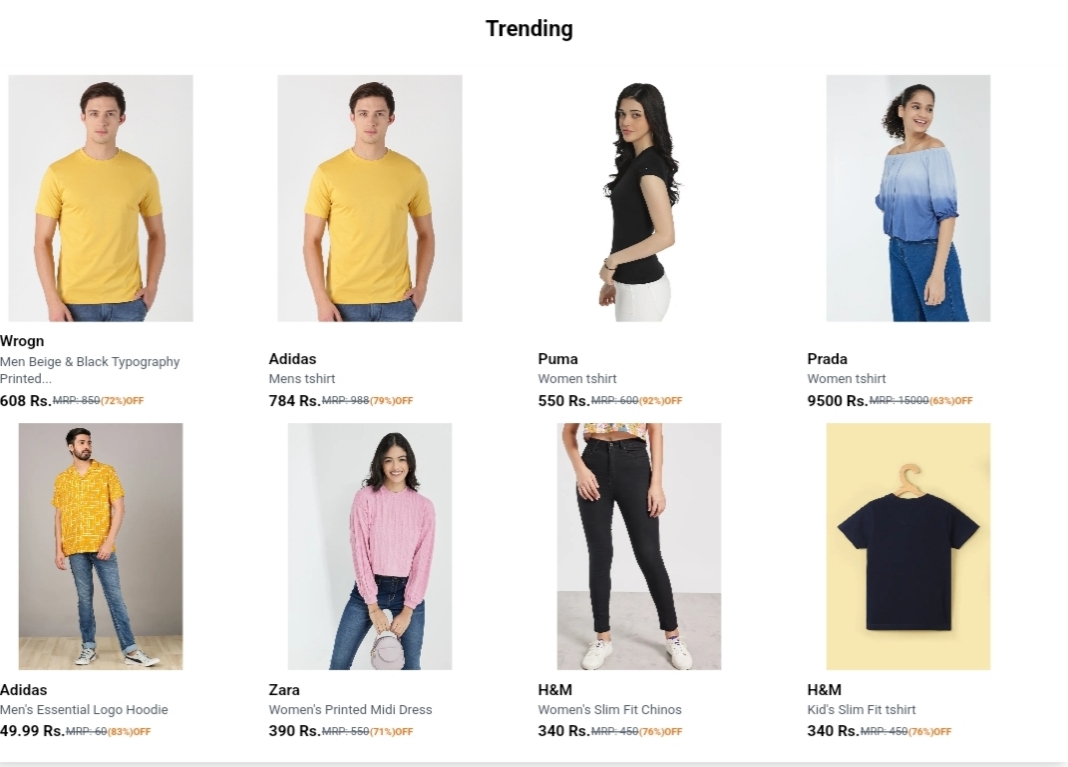 Trending
Wrogn
Men Beige & Black Typography
Printed...
608 Rs.MRP: 850(72%)OFF
Adidas
Mens tshirt
784 Rs.MRP: 988(79%)OFF
Puma
Women tshirt
550 Rs.MRP: 600(92%)OFF
Prada
Women tshirt
9500 Rs.MRP: 15000(63%)OFF
Adidas
Men's Essential Logo Hoodie
49.99 Rs.MRP: 60(83%)OFF
Zara
Women's Printed Midi Dress
390 Rs.MRP: 550(71%)OFF
H&M
Women's Slim Fit Chinos
340 Rs.MRP: 450(76%)OFF
H&M
Kid's Slim Fit tshirt
340 Rs.MRP: 450(76%)OFF